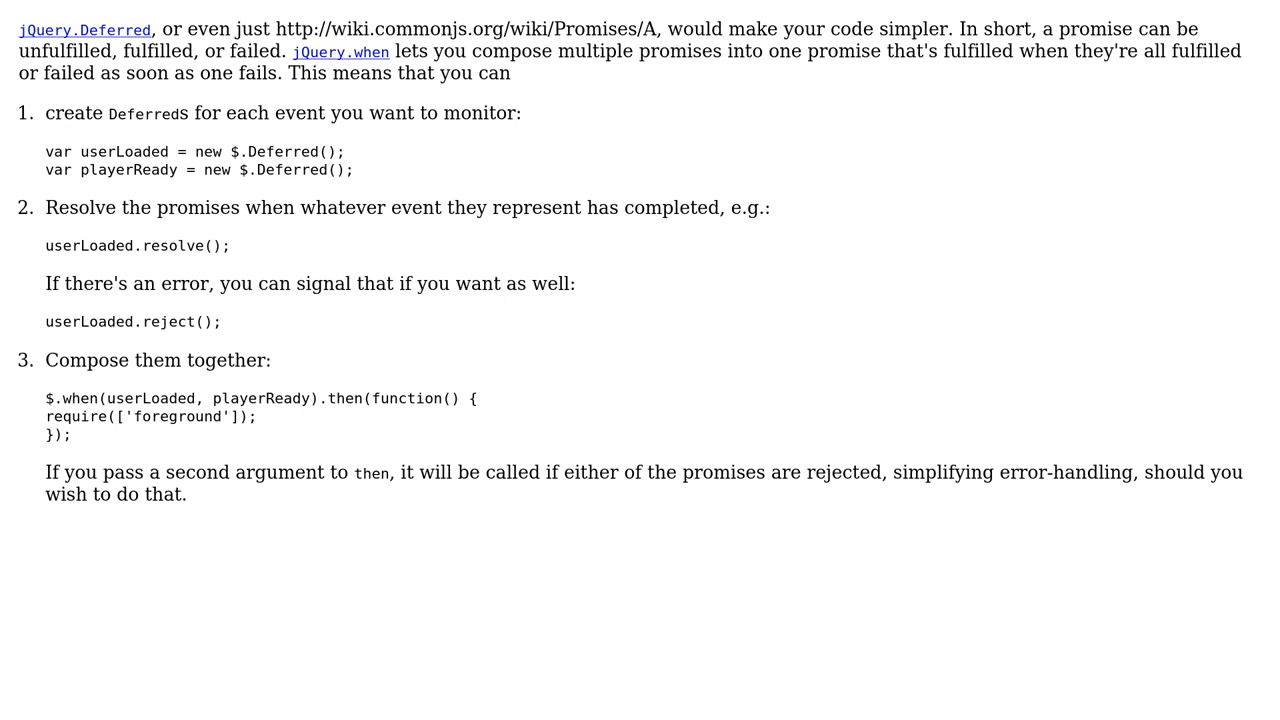 jQuery.Deferred, or even just http://wiki.commonjs.org/wiki/Promises/A, would make your code simpler. In short, a promise can be
unfulfilled, fulfilled, or failed. jQuery.when lets you compose multiple promises into one promise that's fulfilled when they're all fulfilled
or failed as soon as one fails. This means that you can
1. create Deferreds for each event you want to monitor:
var userLoaded = new $.Deferred();
var playerReady = new $.Deferred();
2. Resolve the promises when whatever event they represent has completed, e.g.:
userLoaded.resolve();
If there's an error, you can signal that if you want as well:
userLoaded.reject();
3. Compose them together:
$.when(userLoaded, playerReady).then(function() {
require(['foreground']);
});
If you pass a second argument to then, it will be called if either of the promises are rejected, simplifying error-handling, should you
wish to do that.